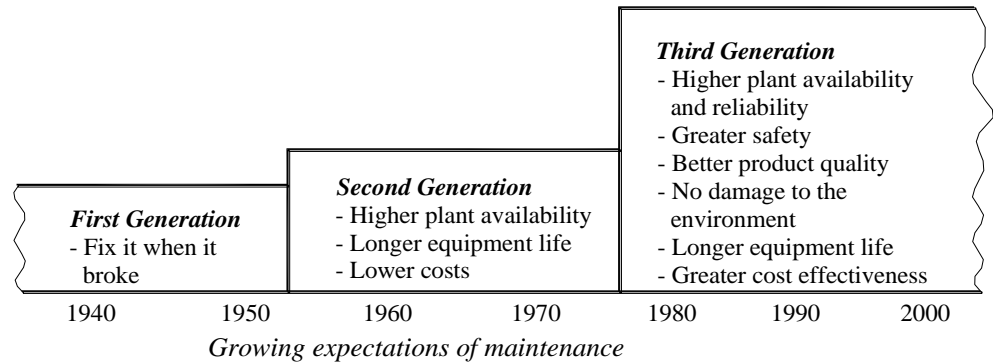 First Generation
- Fix it when it
broke
Second Generation
- Higher plant availability
- Longer equipment life
- Lower costs
Third Generation
- Higher plant availability
and reliability
- Greater safety
- Better product quality
- No damage to the
environment
- Longer equipment life
- Greater cost effectiveness
1940 1950 1960 1970 1980 1990 2000
Growing expectations of maintenance